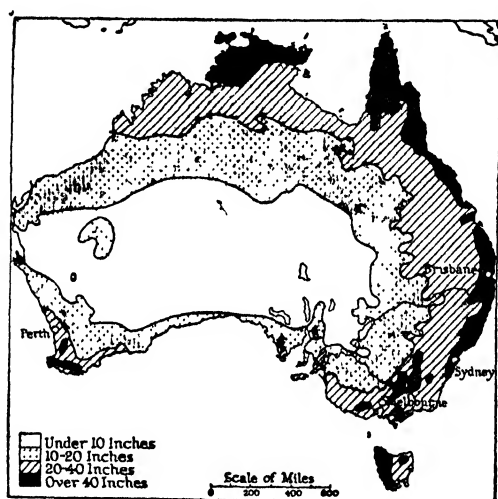 Brisbane
Perth
Sydney
Melbourne
Under 10 Inches
10-20 Inches
20-40 Inches
Over 40 Inches
Scale of Miles
0 200 400 600